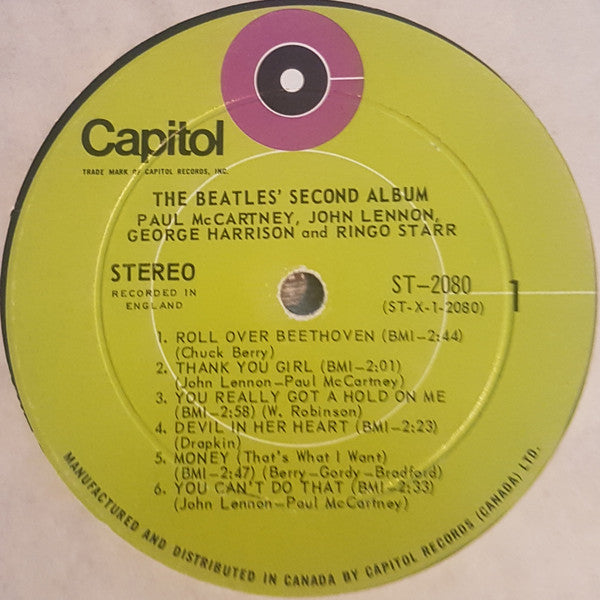 Capitol
TRADE MARK OF CAPITOL RECORDS, INC.
THE BEATLES' SECOND ALBUM
PAUL McCARTNEY, JOHN LENNON,
GEORGE HARRISON and RINGO STARR
STEREO
RECORDED IN
ENGLAND
ST-2080
(ST-X-1-2080)
1
1. ROLL OVER BEETHOVEN (BMI-2:44)
(Chuck Berry)
2. THANK YOU GIRL (BMI-2:01)
(John Lennon-Paul McCartney)
3. YOU REALLY GOT A HOLD ON ME
(BMI-2:58) (W. Robinson)
4. DEVIL IN HER HEART (BMI-2:23)
(Drapkin)
5. MONEY (That's What I Want)
(BMI-2:47) (Berry-Gordy-Bradford)
6. YOU CAN'T DO THAT (BMI-2:33)
(John Lennon-Paul McCartney)
MANUFACTURED AND DISTRIBUTED IN CANADA BY CAPITOL RECORDS (CANADA) LTD.